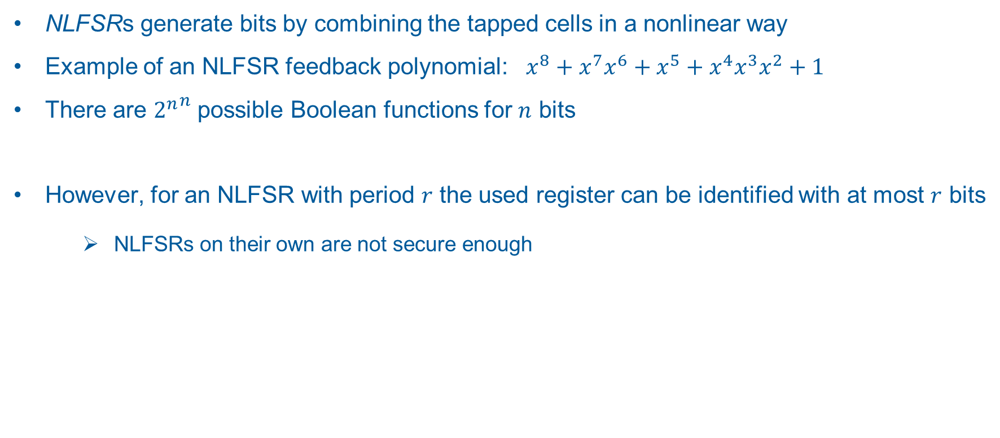 • NLFSRs generate bits by combining the tapped cells in a nonlinear way
• Example of an NLFSR feedback polynomial: $x^8 + x^7x^6 + x^5 + x^4x^3x^2 + 1$
• There are $2^{n^n}$ possible Boolean functions for $n$ bits
• However, for an NLFSR with period $r$ the used register can be identified with at most $r$ bits
➢ NLFSRs on their own are not secure enough